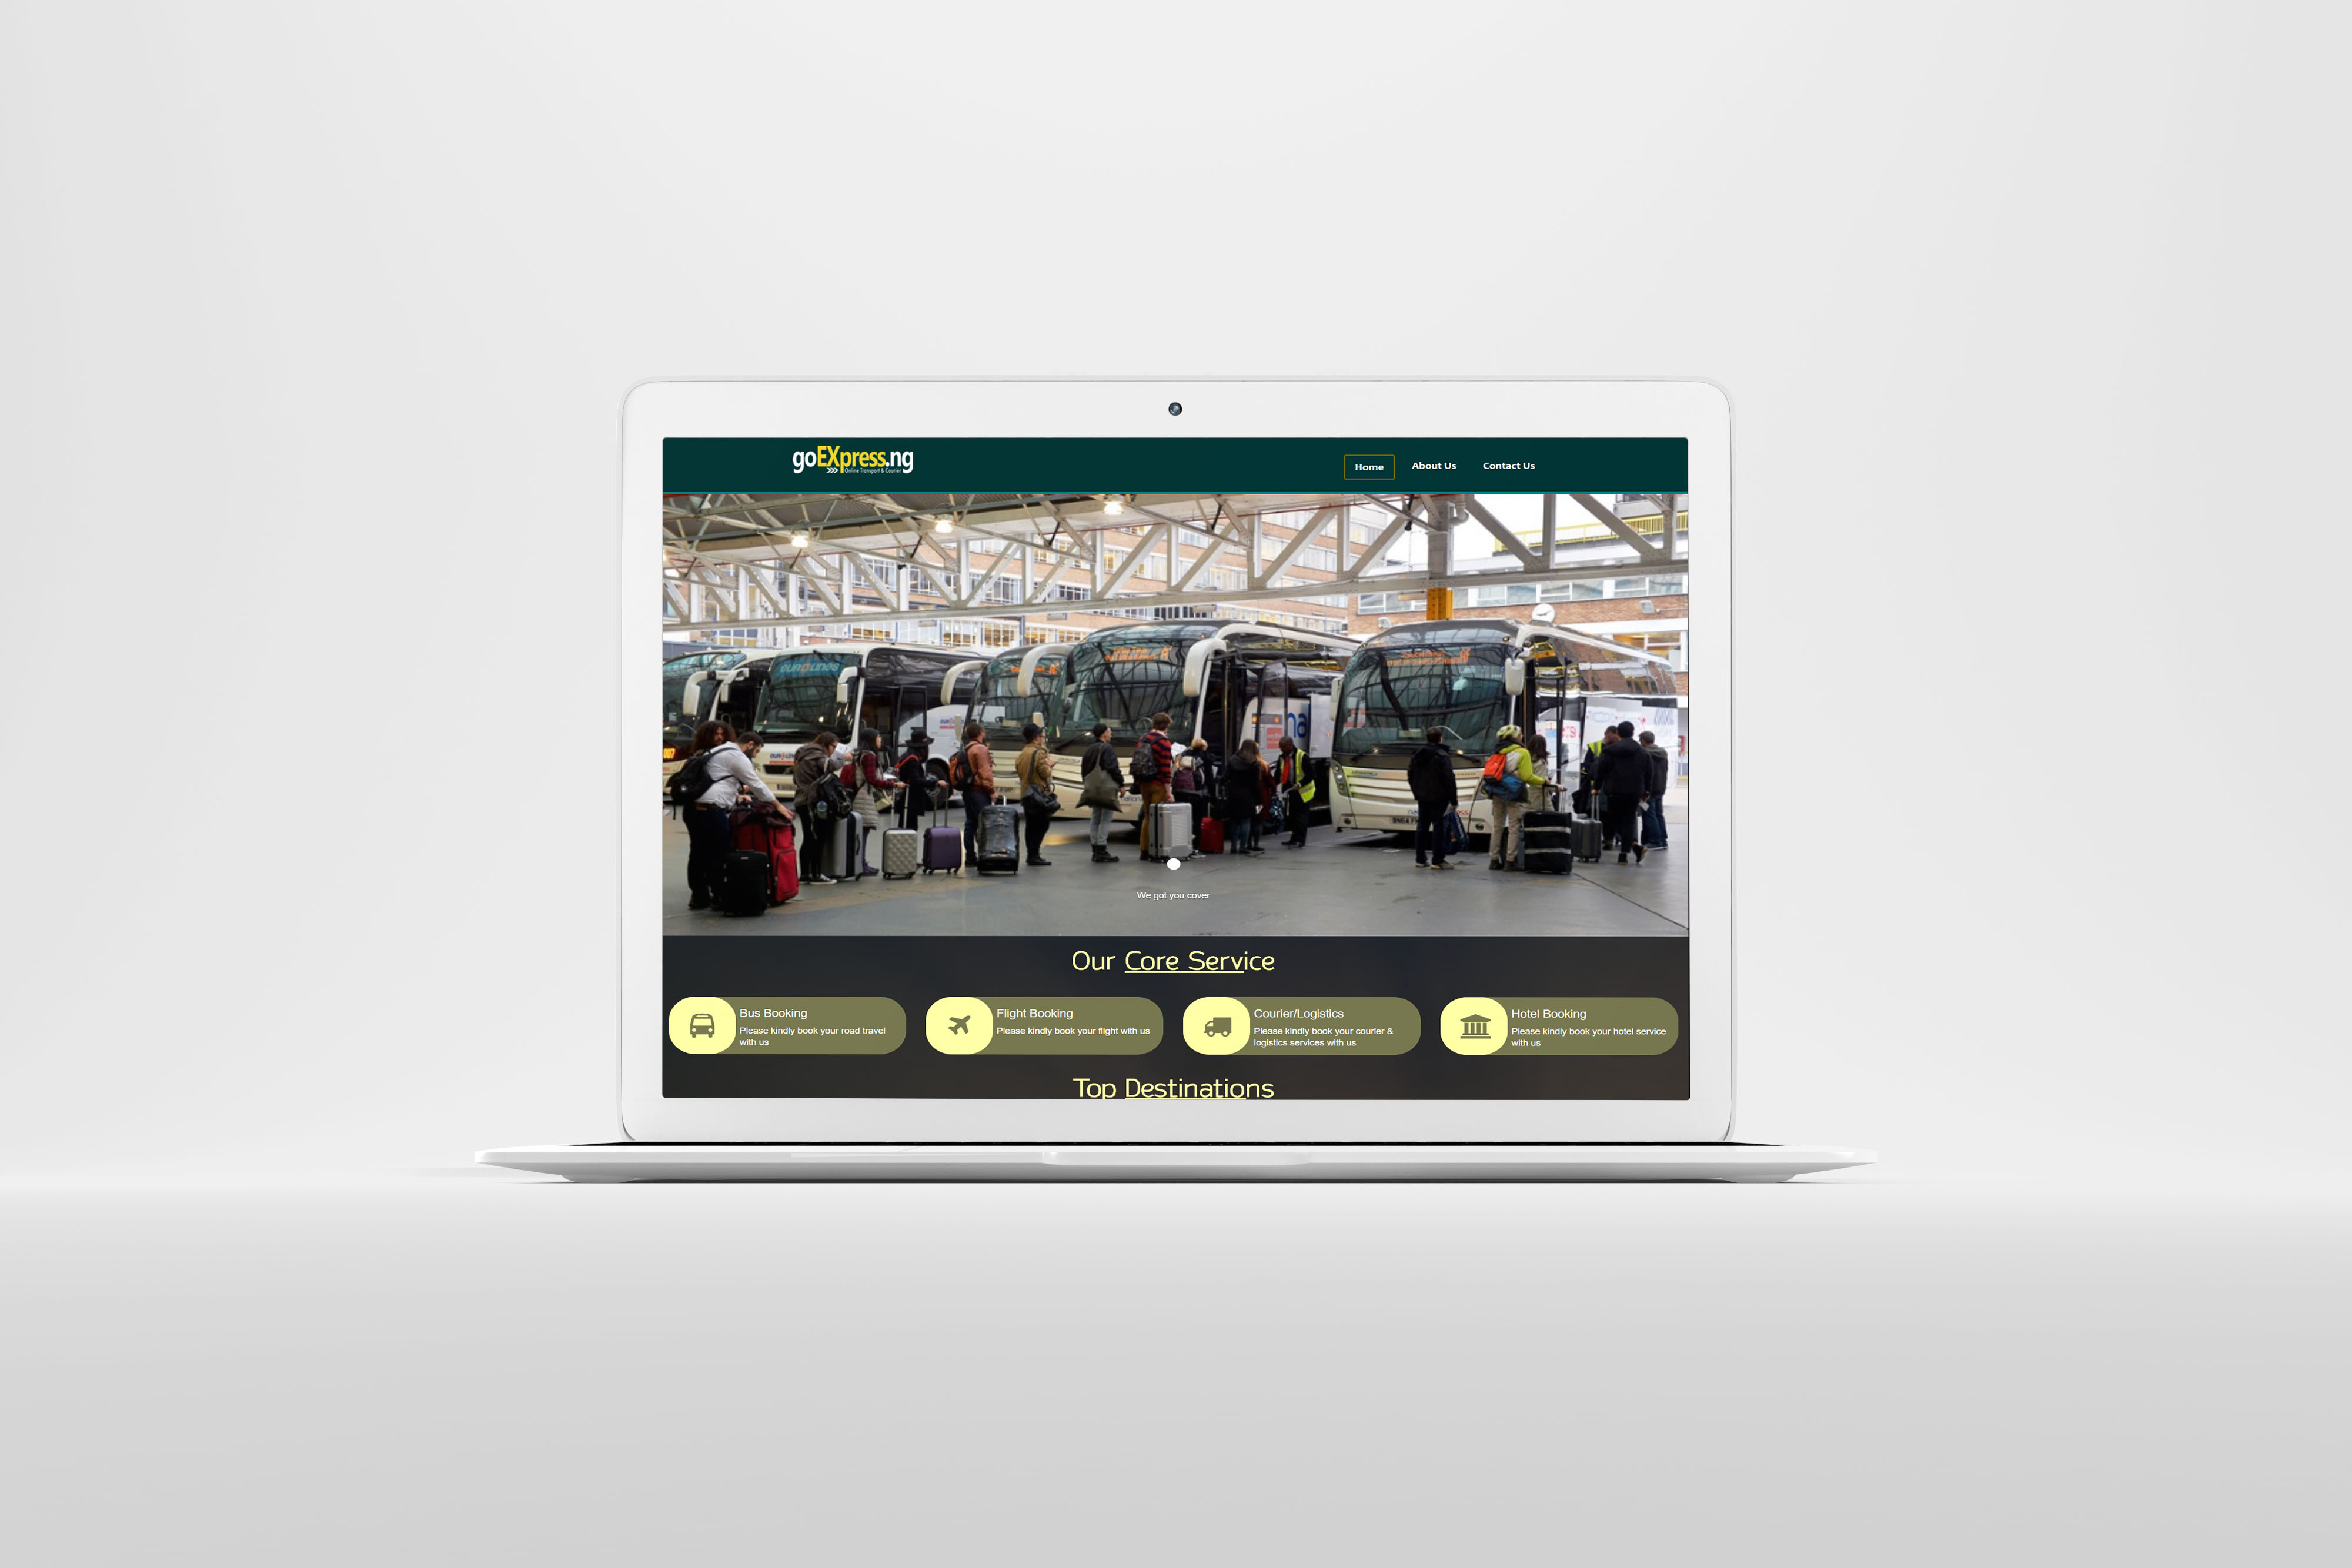 goEXpress.ng
Online Transport & Courier
Home
About Us
Contact Us
eurolines
007
na
We got you cover
Our Core Service
Bus Booking
Please kindly book your road travel
with us
Flight Booking
Please kindly book your flight with us
Courier/Logistics
Please kindly book your courier &
logistics services with us
Hotel Booking
Please kindly book your hotel service
with us
Top Destinations